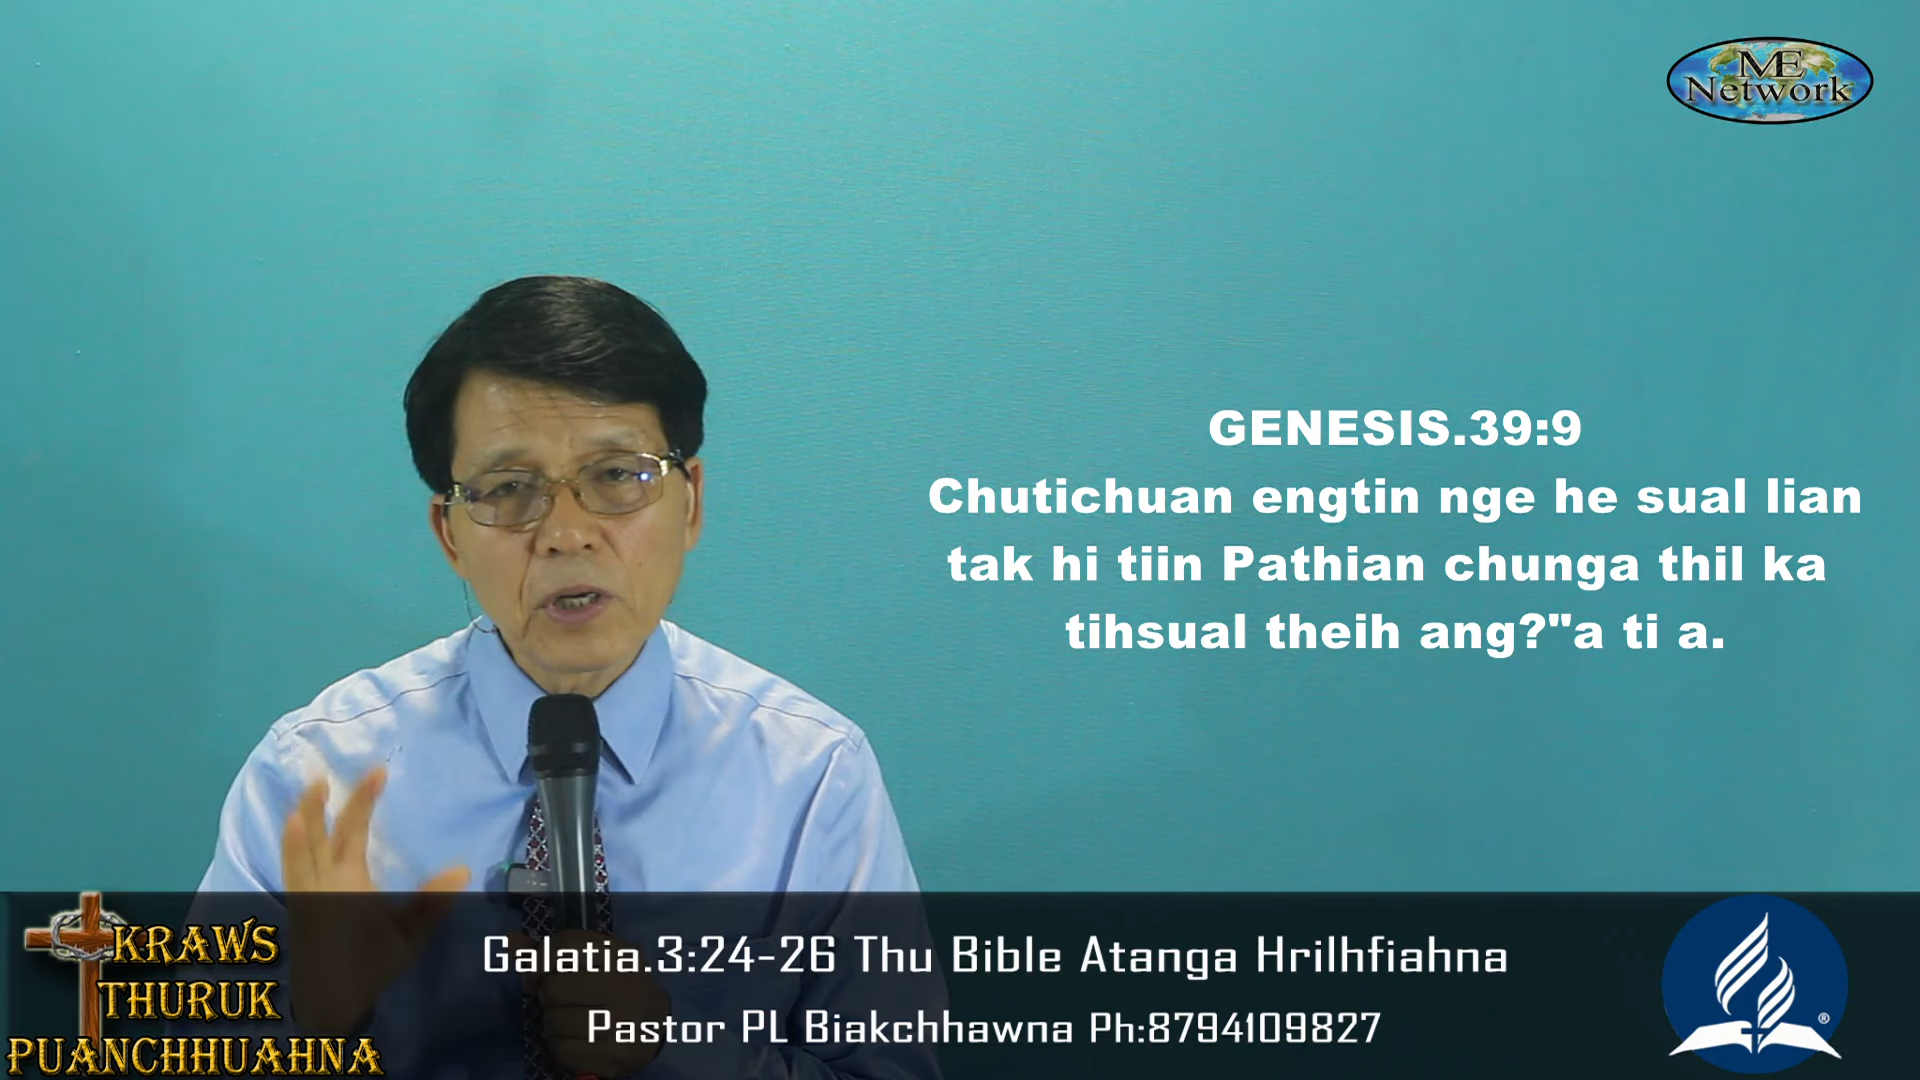 ME
Network
GENESIS.39:9
Chutichuan engtin nge he sual lian
tak hi tiin Pathian chunga thil ka
tihsual theih ang?"a ti a.
KRAWS
THURUK
PUANCHHUAHNA
Galatia.3:24-26 Thu Bible Atanga Hrilhfiahna
Pastor PL Biakchhawna Ph:8794109827
®